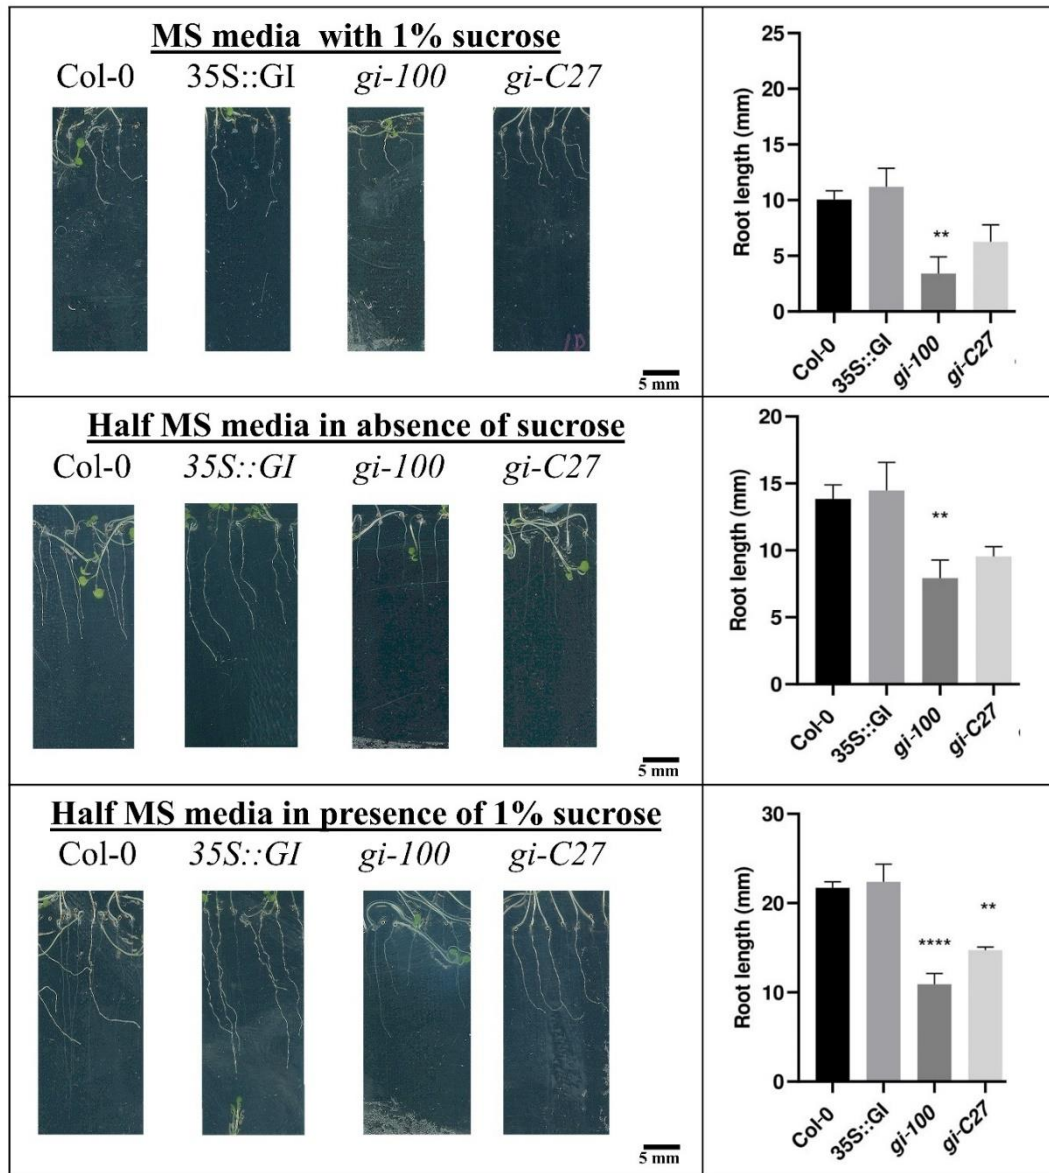 MS media with 1% sucrose
Col-0 35S::GI gi-100 gi-C27
5 mm
Root length (mm)
25
20
15
10
5
0
**
Col-0 35S::GI gi-100 gi-C27
Half MS media in absence of sucrose
Col-0 35S::GI gi-100 gi-C27
5 mm
Root length (mm)
20
15
10
5
0
**
Col-0 35S::GI gi-100 gi-C27
Half MS media in presence of 1% sucrose
Col-0 35S::GI gi-100 gi-C27
5 mm
Root length (mm)
30
20
10
0
****
**
Col-0 35S::GI gi-100 gi-C27